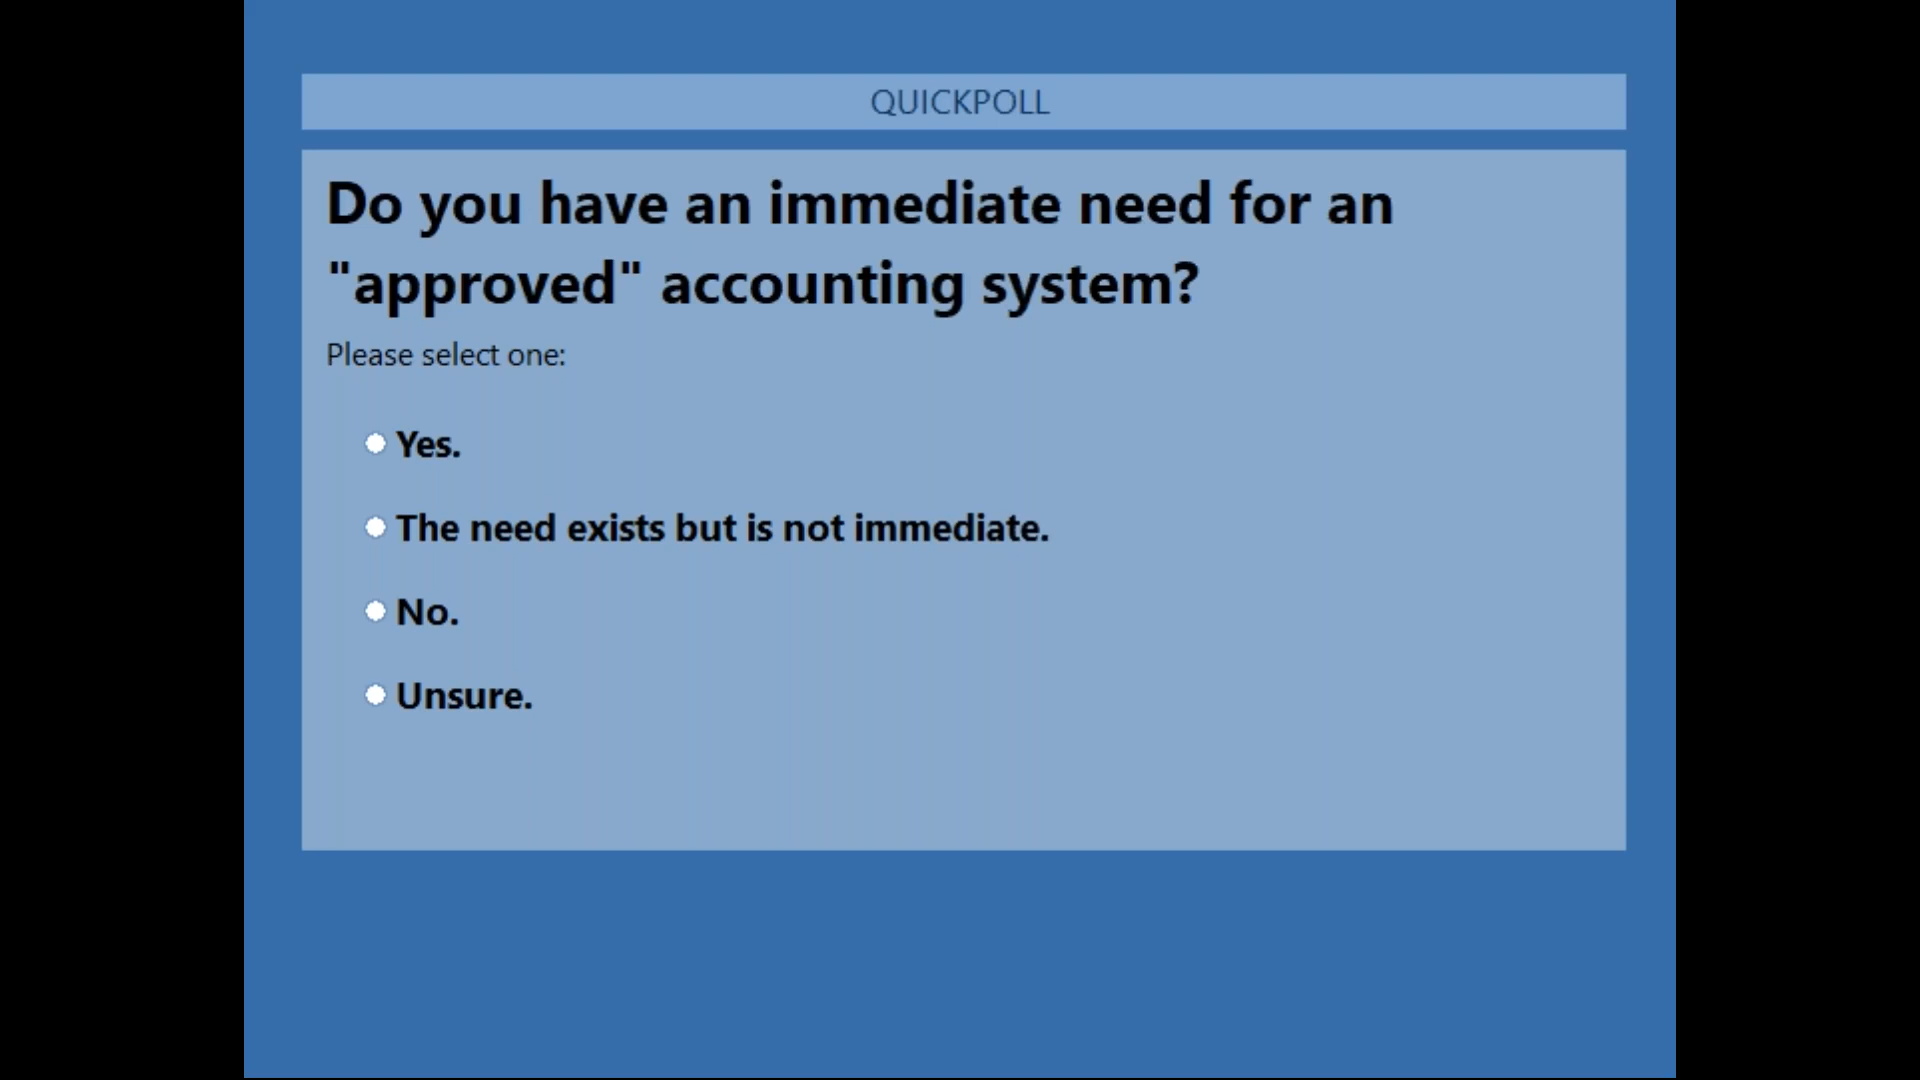 QUICKPOLL
Do you have an immediate need for an
"approved" accounting system?
Please select one:
Yes.
The need exists but is not immediate.
No.
Unsure.